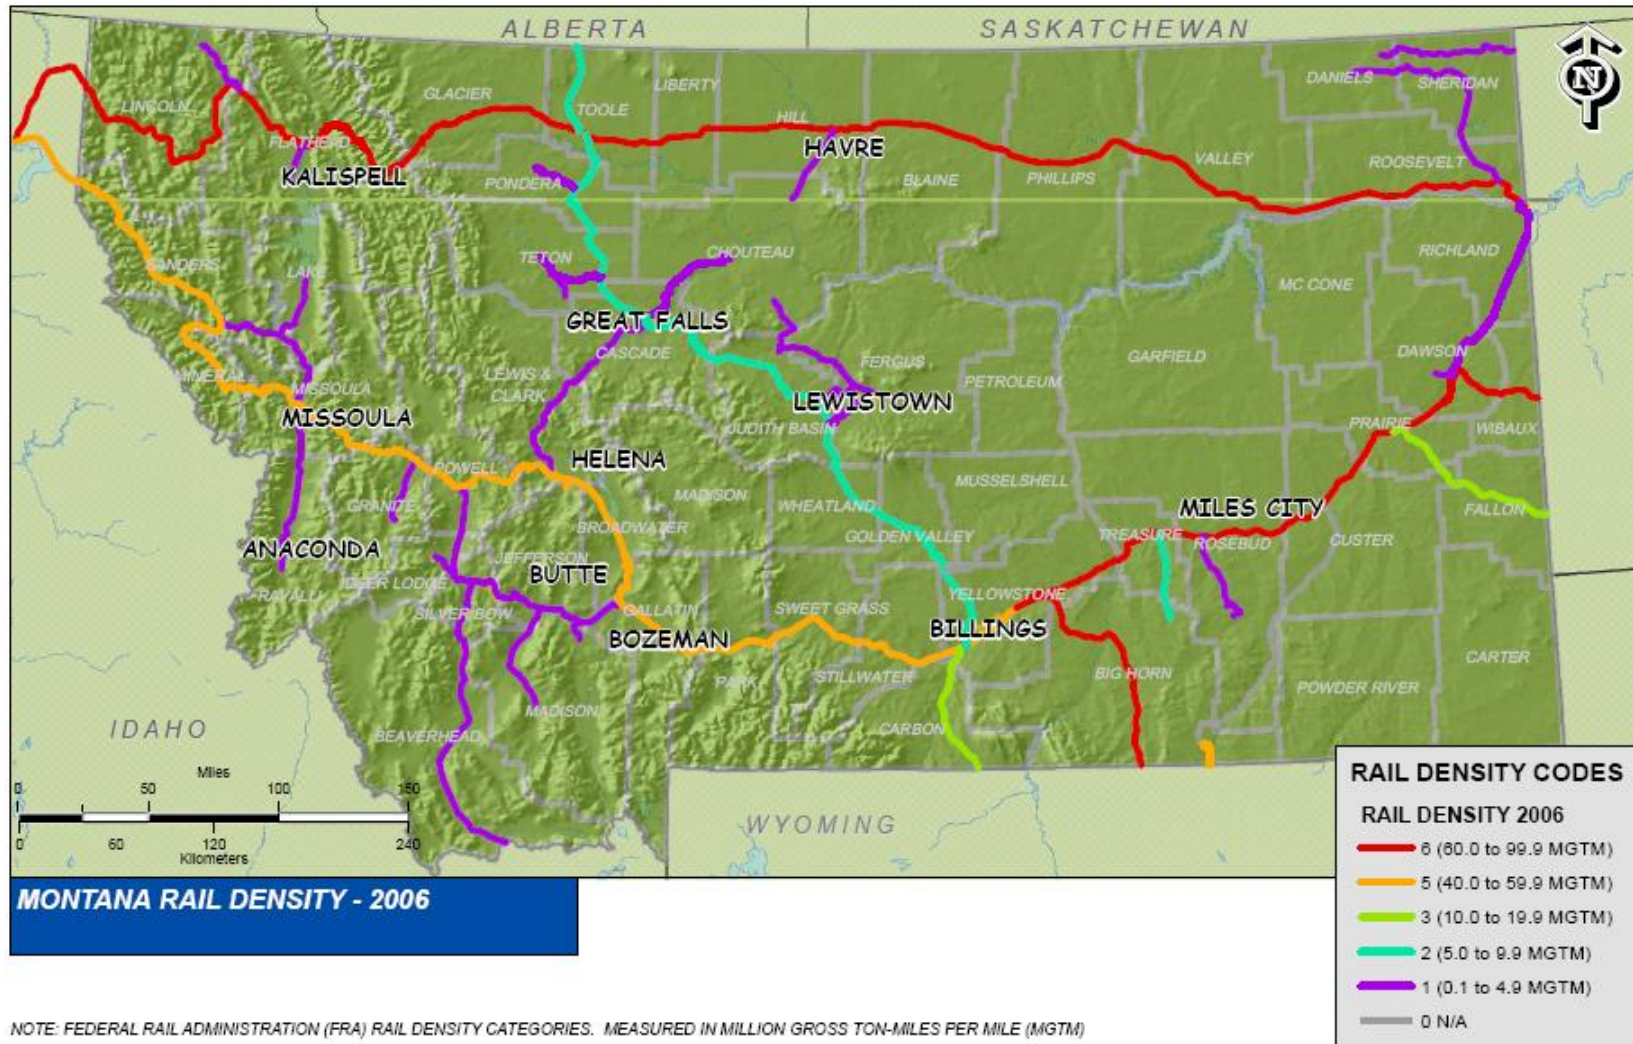 ALBERTA
SASKATCHEWAN
N
DANIELS
SHERIDAN
LIBERTY
GLACIER
TOOLE
LINCOLN
HILL
FLATHEAD
HAVRE
VALLEY
ROOSEVELT
KALISPELL
PONDERA
BLAINE
PHILLIPS
CHOUTEAU
RICHLAND
TETON
SANDERS
LAKE
MC CONE
GREAT FALLS
CASCADE
FERGUS
GARFIELD
DAWSON
MINERAL
MISSOULA
LEWIS &
CLARK
PETROLEUM
LEWISTOWN
MISSOULA
JUDITH BASIN
PRAIRIE
WIBAUX
HELENA
POWELL
MADISON
MUSSELSHELL
GRANITE
WHEATLAND
MILES CITY
FALLON
BROADWATER
GOLDEN VALLEY
TREASURE
ROSEBUD
CUSTER
ANACONDA
JEFFERSON
BUTTE
DEER LODGE
RAVALLI
YELLOWSTONE
SILVER BOW
GALLATIN
SWEET GRASS
BOZEMAN
BILLINGS
CARTER
PARK
STILLWATER
BIG HORN
POWDER RIVER
MADISON
IDAHO
BEAVERHEAD
CARBON
Miles
0 50 100 150
0 60 120 240
Kilometers
WYOMING
RAIL DENSITY CODES
RAIL DENSITY 2006
6 (60.0 to 99.9 MGTM)
5 (40.0 to 59.9 MGTM)
3 (10.0 to 19.9 MGTM)
2 (5.0 to 9.9 MGTM)
1 (0.1 to 4.9 MGTM)
0 N/A
MONTANA RAIL DENSITY - 2006
NOTE: FEDERAL RAIL ADMINISTRATION (FRA) RAIL DENSITY CATEGORIES. MEASURED IN MILLION GROSS TON-MILES PER MILE (MGTM)